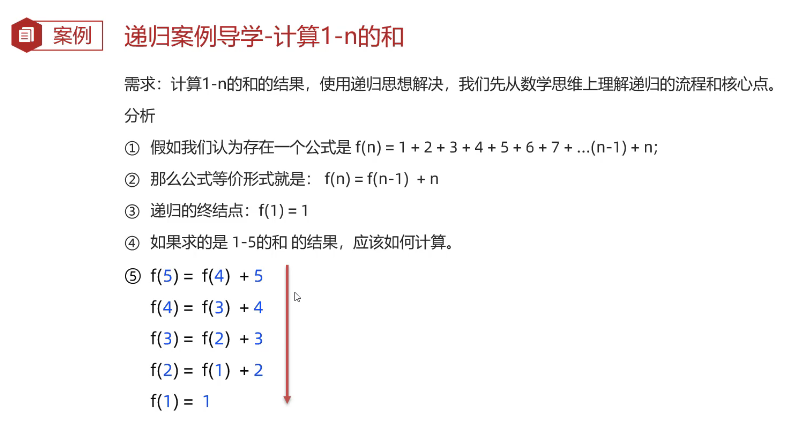 案例
递归案例导学-计算1-n的和
需求：计算1-n的和的结果，使用递归思想解决，我们先从数学思维上理解递归的流程和核心点。
分析
① 假如我们认为存在一个公式是 f(n) = 1 + 2 + 3 + 4 + 5 + 6 + 7 + ...(n-1) + n;
② 那么公式等价形式就是： f(n) = f(n-1) + n
③ 递归的终结点：f(1) = 1
④ 如果求的是 1-5的和 的结果，应该如何计算。
⑤ f(5) = f(4) + 5
f(4) = f(3) + 4
f(3) = f(2) + 3
f(2) = f(1) + 2
f(1) = 1